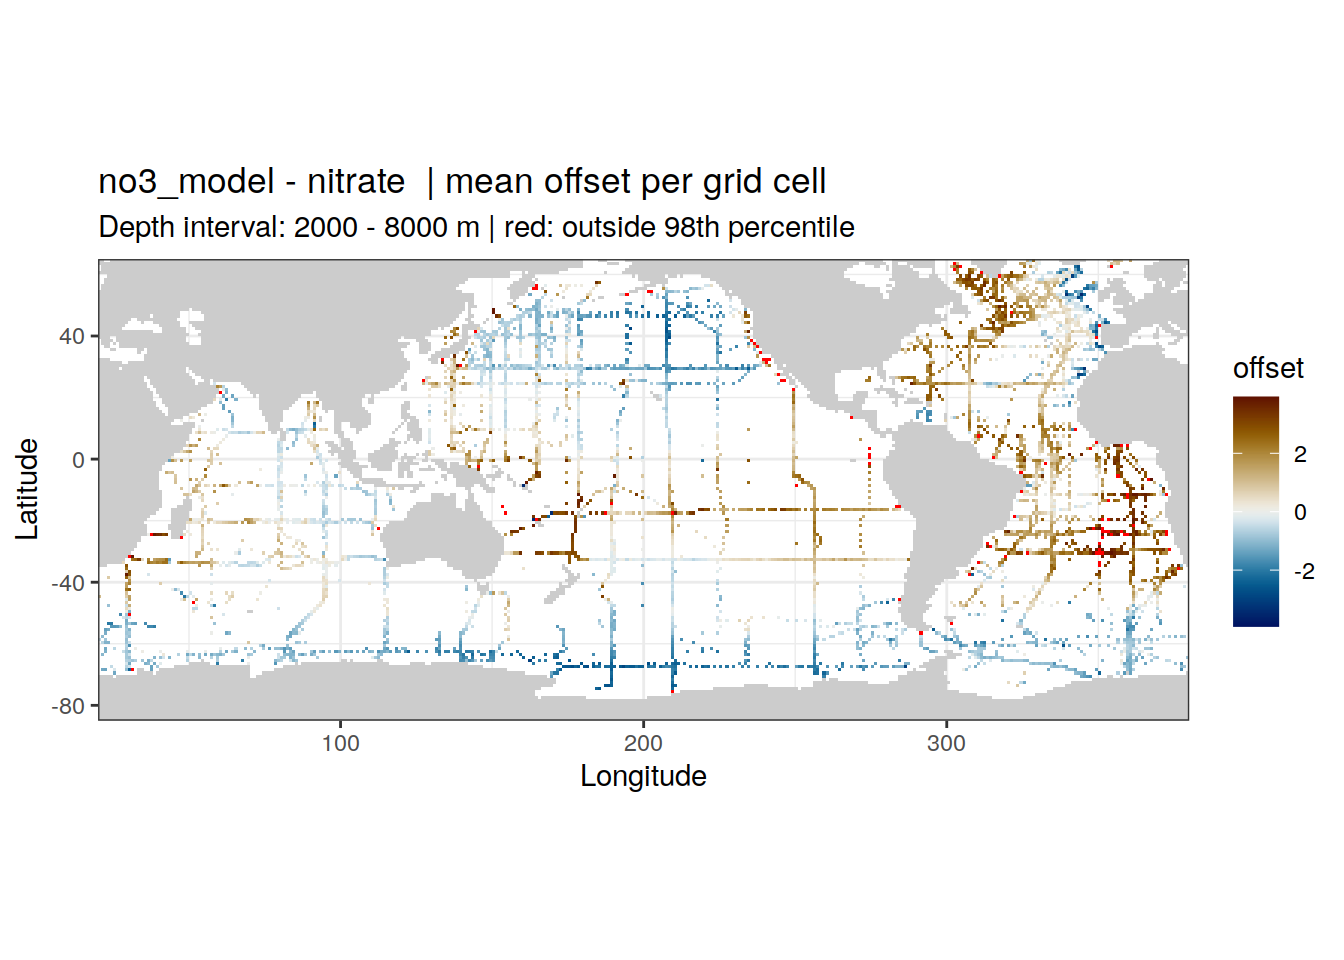 no3_model - nitrate  | mean offset per grid cell
Depth interval: 2000 - 8000 m | red: outside 98th percentile
offset
2
0
-2
40
0
-40
-80
Latitude
100
200
300
Longitude